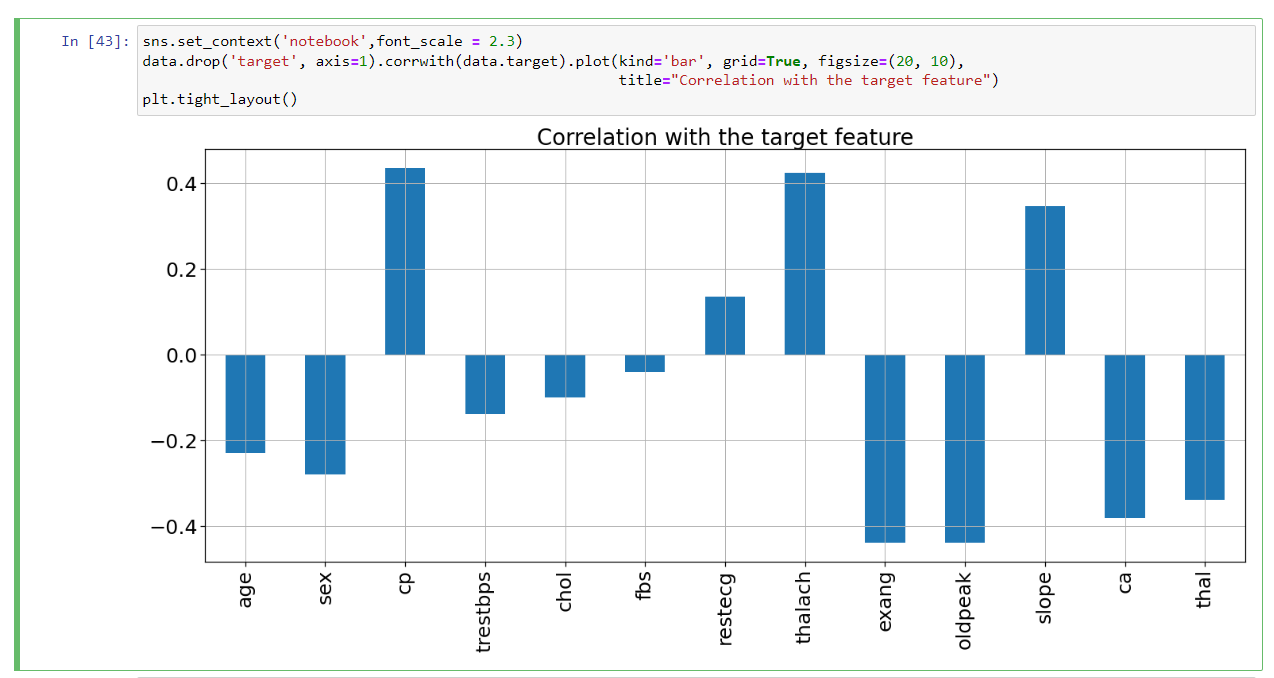 In [43]: sns.set_context('notebook',font_scale = 2.3)
data.drop('target', axis=1).corrwith(data.target).plot(kind='bar', grid=True, figsize=(20, 10),
title="Correlation with the target feature")
plt.tight_layout()
Correlation with the target feature
0.4
0.2
0.0
−0.2
−0.4
age
sex
cp
trestbps
chol
fbs
restecg
thalach
exang
oldpeak
slope
ca
thal